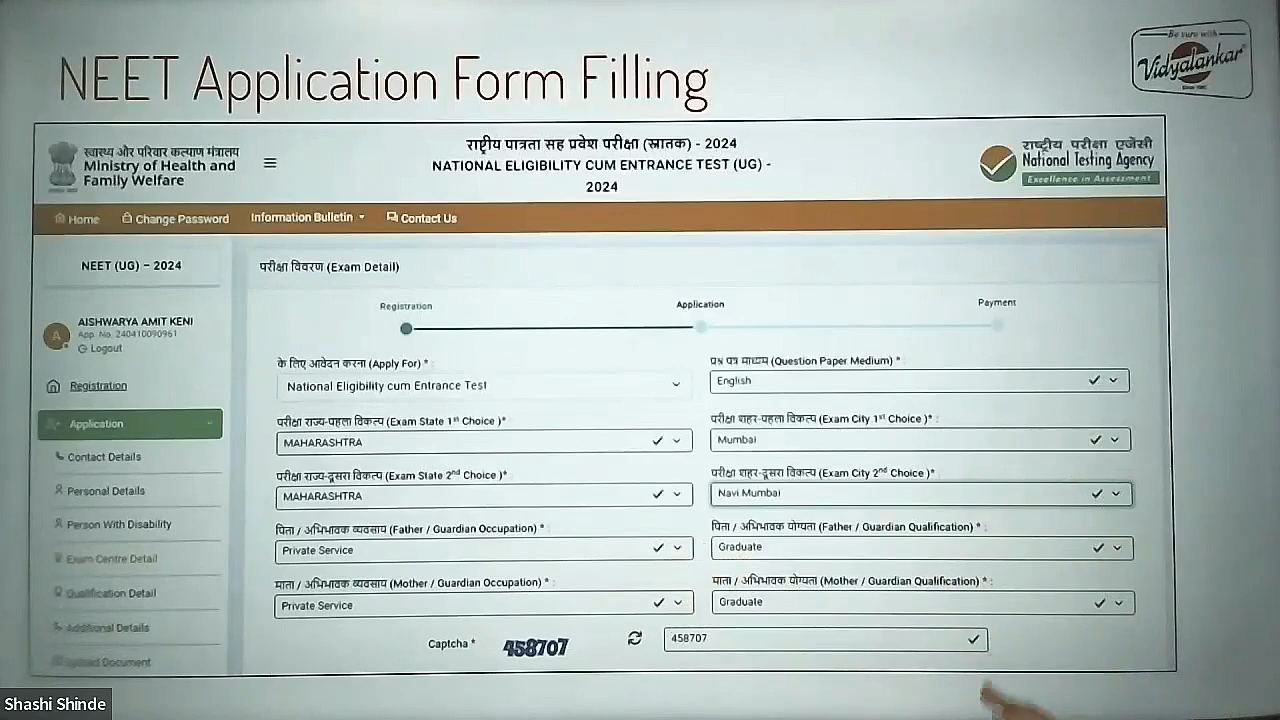 NEET Application Form Filling
Be sure with
Vidyalankar
स्वास्थ्य और परिवार कल्याण मंत्रालय
Ministry of Health and
Family Welfare
राष्ट्रीय पात्रता सह प्रवेश परीक्षा (स्नातक) - 2024
NATIONAL ELIGIBILITY CUM ENTRANCE TEST (UG) -
2024
राष्ट्रीय परीक्षा एजेंसी
National Testing Agency
Excellence in Assessment
Home Change Password Information Bulletin Contact Us
NEET (UG) – 2024
AISHWARYA AMIT KENI
App. No. 240410090961
Logout
Registration
Application
Contact Details
Personal Details
Person With Disability
Exam Centre Detail
Qualification Detail
Additional Details
Upload Document
परीक्षा विवरण (Exam Detail)
Registration Application Payment
के लिए आवेदन करना (Apply For) * :
National Eligibility cum Entrance Test
प्रश्न पत्र माध्यम (Question Paper Medium) *
English
परीक्षा राज्य-पहला विकल्प (Exam State 1st Choice )*
MAHARASHTRA
परीक्षा शहर-पहला विकल्प (Exam City 1st Choice )* :
Mumbai
परीक्षा राज्य-दूसरा विकल्प (Exam State 2nd Choice )*
MAHARASHTRA
परीक्षा शहर-दूसरा विकल्प (Exam City 2nd Choice )*
Navi Mumbai
पिता / अभिभावक व्यवसाय (Father / Guardian Occupation) *
Private Service
पिता / अभिभावक योग्यता (Father / Guardian Qualification) * :
Graduate
माता / अभिभावक व्यवसाय (Mother / Guardian Occupation) * :
Private Service
माता / अभिभावक योग्यता (Mother / Guardian Qualification) * :
Graduate
Captcha * 458707 458707
Shashi Shinde